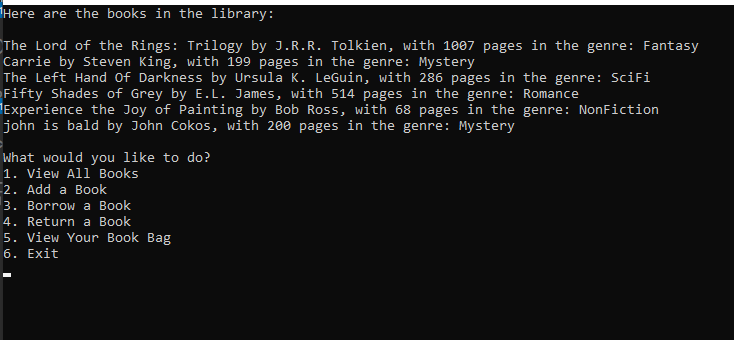 Here are the books in the library:
The Lord of the Rings: Trilogy by J.R.R. Tolkien, with 1007 pages in the genre: Fantasy
Carrie by Steven King, with 199 pages in the genre: Mystery
The Left Hand Of Darkness by Ursula K. LeGuin, with 286 pages in the genre: SciFi
Fifty Shades of Grey by E.L. James, with 514 pages in the genre: Romance
Experience the Joy of Painting by Bob Ross, with 68 pages in the genre: NonFiction
john is bald by John Cokos, with 200 pages in the genre: Mystery
What would you like to do?
1. View All Books
2. Add a Book
3. Borrow a Book
4. Return a Book
5. View Your Book Bag
6. Exit